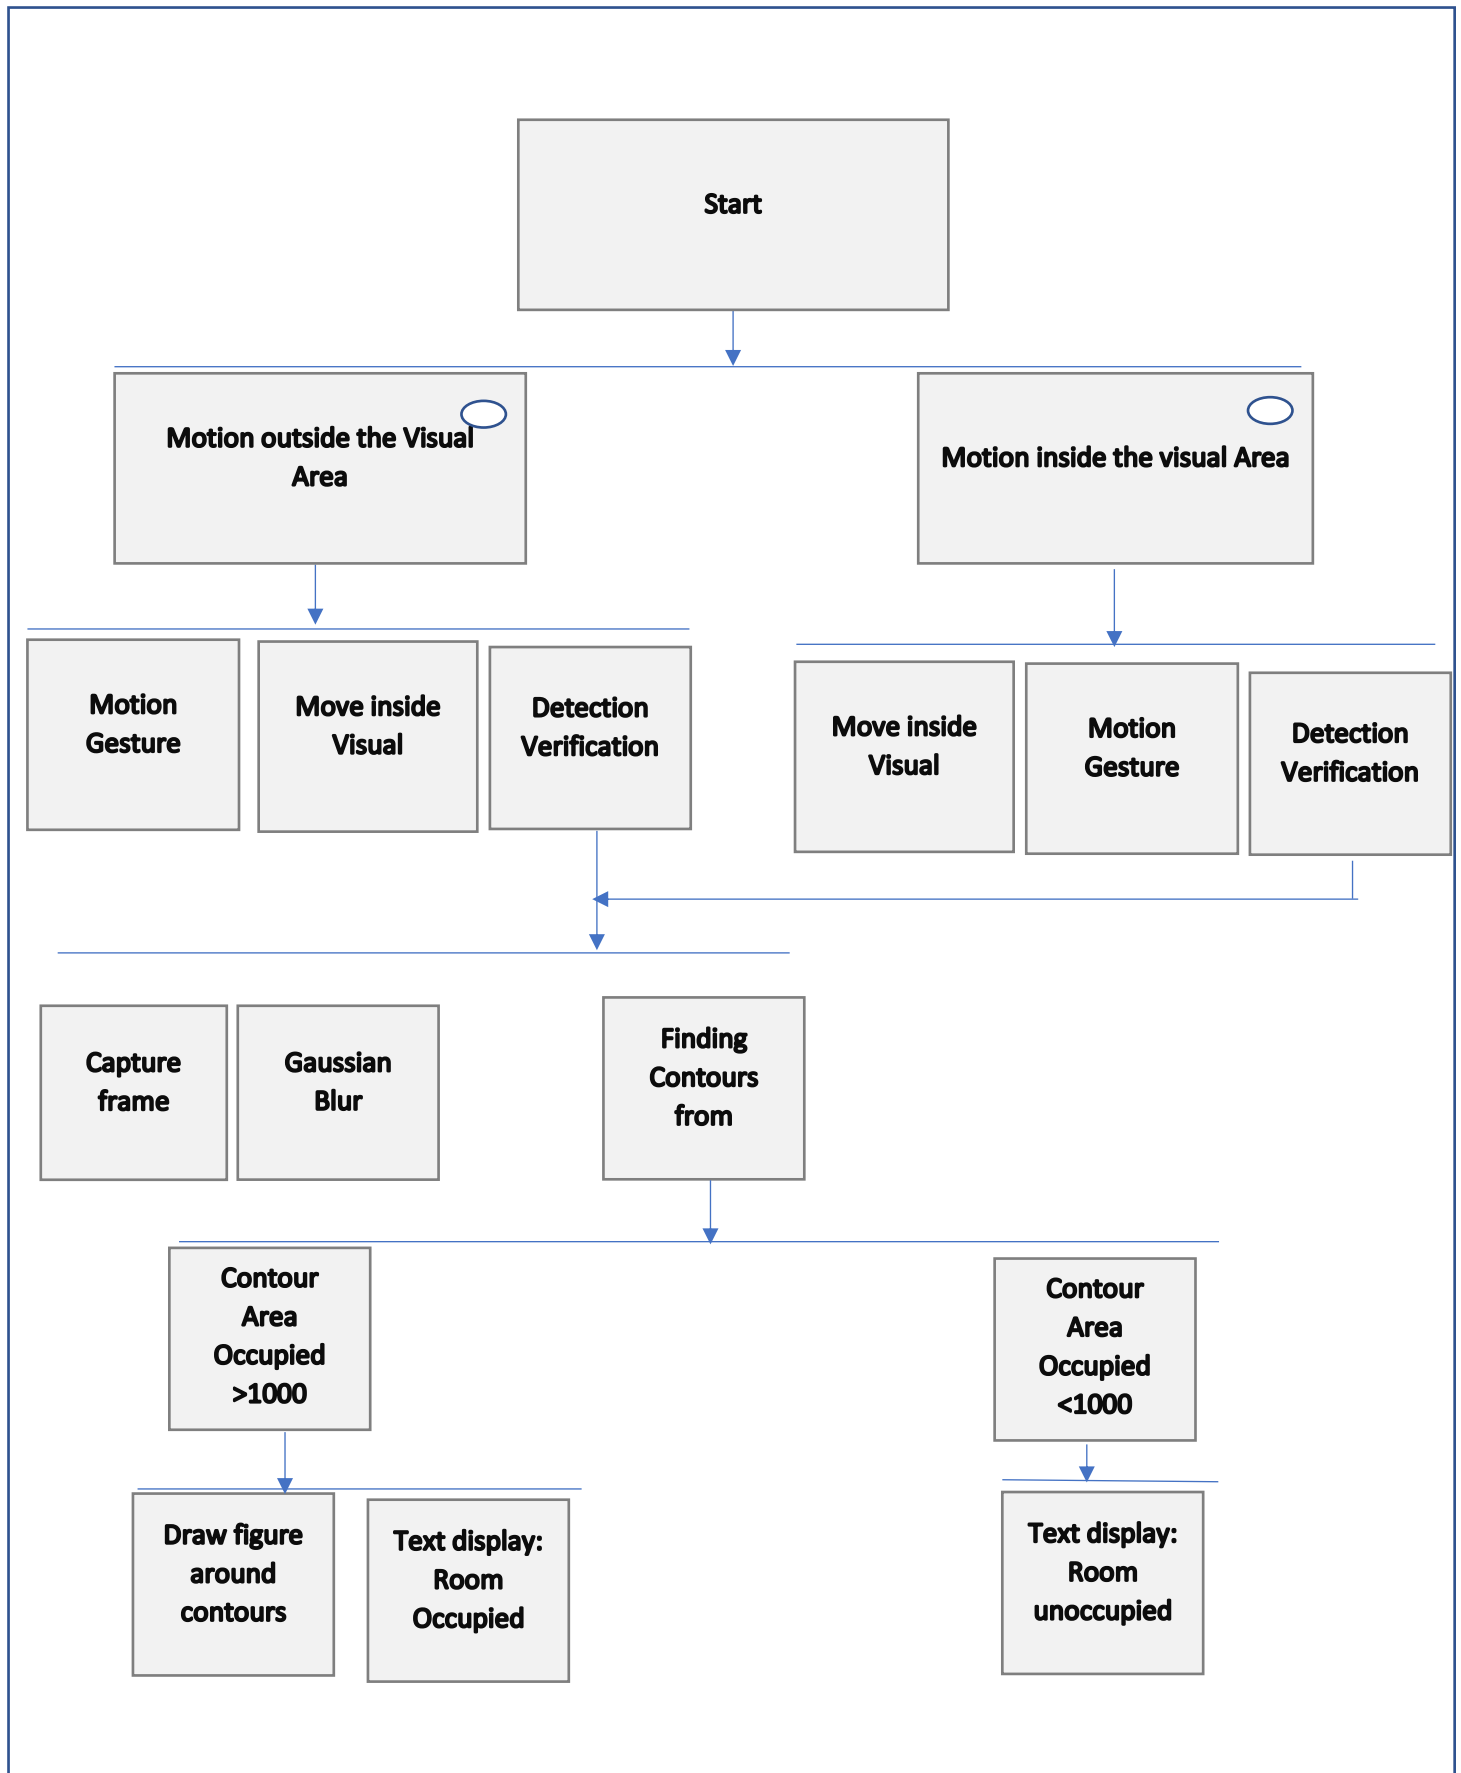 Start
Motion outside the Visual
Area
Motion inside the visual Area
Motion
Gesture
Move inside
Visual
Detection
Verification
Move inside
Visual
Motion
Gesture
Detection
Verification
Capture
frame
Gaussian
Blur
Finding
Contours
from
Contour
Area
Occupied
>1000
Contour
Area
Occupied
<1000
Draw figure
around
contours
Text display:
Room
Occupied
Text display:
Room
unoccupied